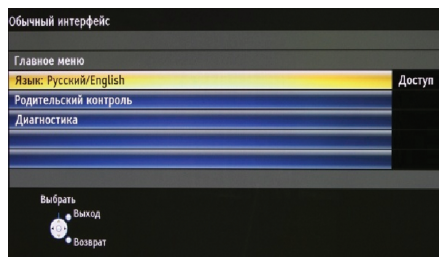 Обычный интерфейс
Главное меню
Язык: Русский/English
Доступ
Родительский контроль
Диагностика
Выбрать
Выход
Возврат